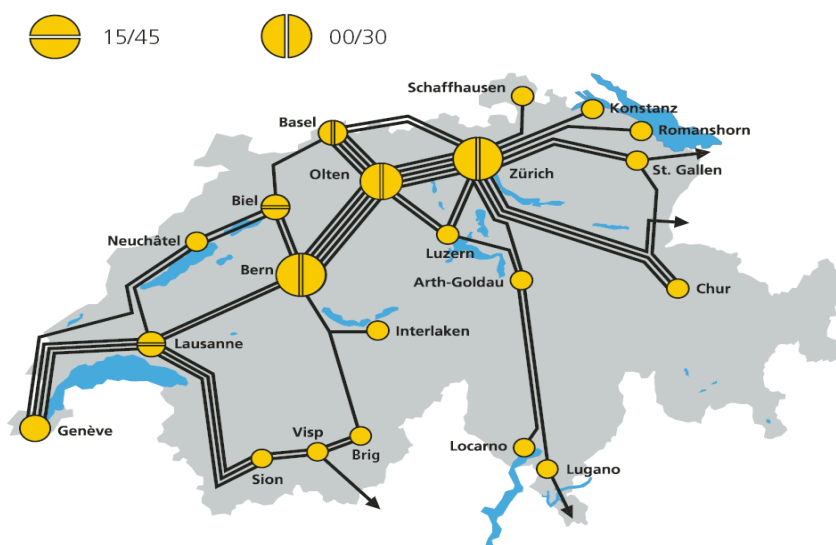 15/45
00/30
Schaffhausen
Konstanz
Basel
Romanshorn
Olten
Zürich
St. Gallen
Biel
Neuchâtel
Luzern
Bern
Arth-Goldau
Chur
Interlaken
Lausanne
Genève
Visp
Brig
Locarno
Lugano
Sion